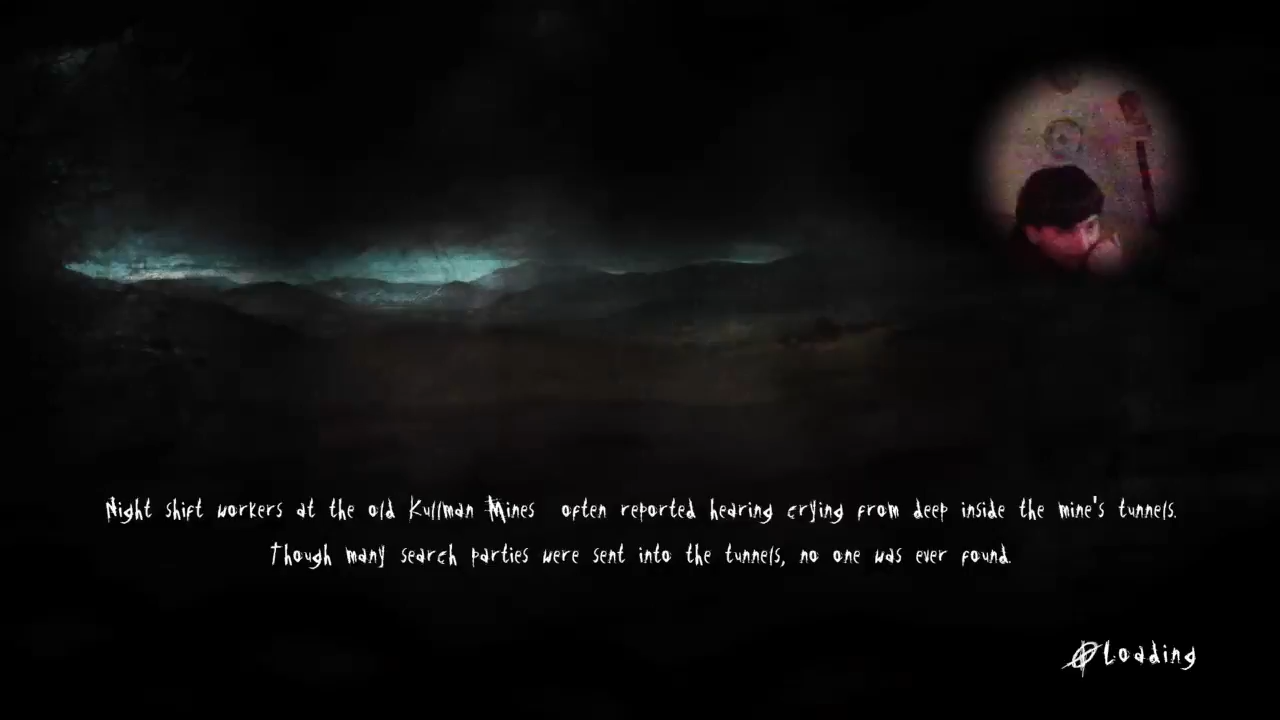 Night shift workers at the old Kullman Mines often reported hearing crying from deep inside the mine's tunnels.
Though many search parties were sent into the tunnels, no one was ever found.
Loading